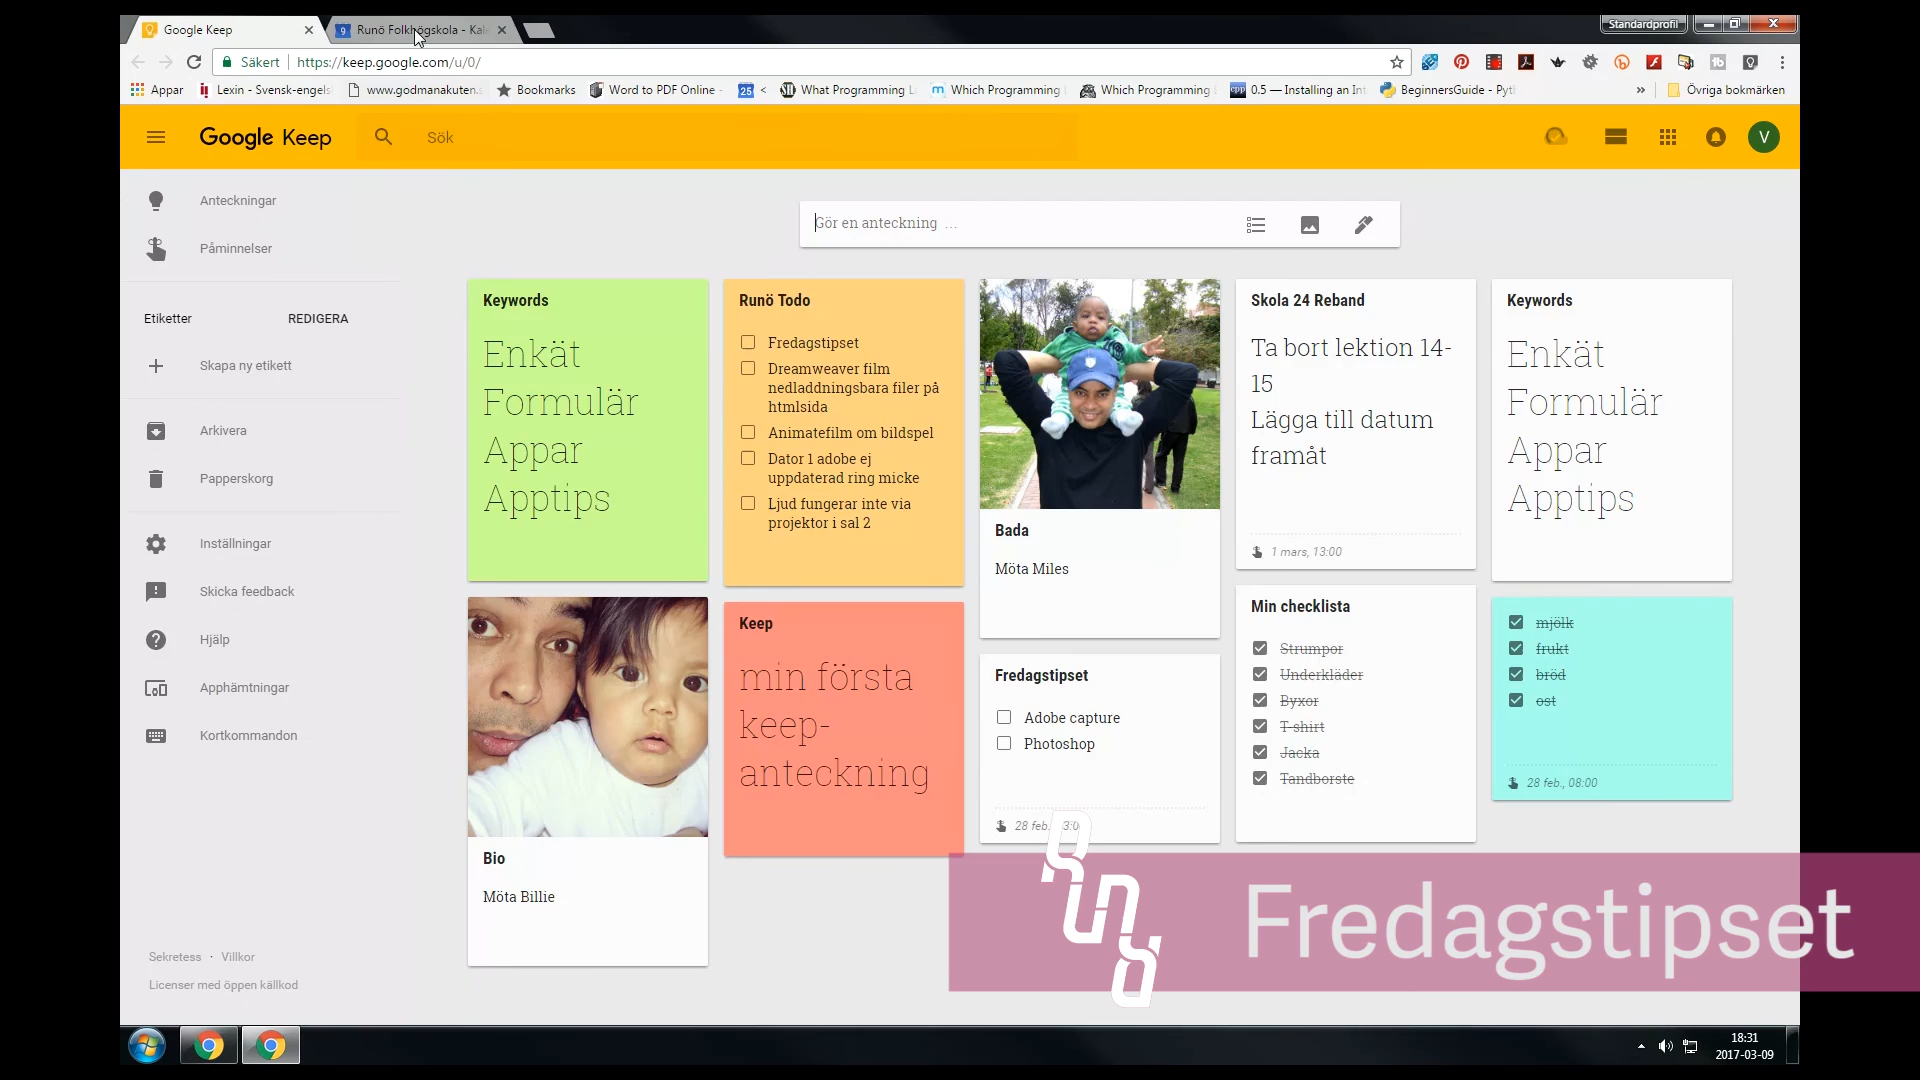 Google Keep
Runö Folkhögskola - Kal
Standardprofil
Säkert
https://keep.google.com/u/0/
Appar
Lexin - Svensk-engels
www.godmanakuten.s
Bookmarks
Word to PDF Online -
25
<
What Programming L
Which Programming
Which Programming
0.5 — Installing an Int
BeginnersGuide - Pyt
»
Övriga bokmärken
Google Keep
Sök
V
Anteckningar
Påminnelser
Etiketter
REDIGERA
Skapa ny etikett
Arkivera
Papperskorg
Inställningar
Skicka feedback
Hjälp
Apphämtningar
Kortkommandon
Sekretess · Villkor
Licenser med öppen källkod
Gör en anteckning …
Keywords
Enkät
Formulär
Appar
Apptips
Bio
Möta Billie
Runö Todo
Fredagstipset
Dreamweaver film
nedladdningsbara filer på
htmlsida
Animatefilm om bildspel
Dator 1 adobe ej
uppdaterad ring micke
Ljud fungerar inte via
projektor i sal 2
Keep
min första
keep-
anteckning
Bada
Möta Miles
Fredagstipset
Adobe capture
Photoshop
28 feb.
Skola 24 Reband
Ta bort lektion 14-
15
Lägga till datum
framåt
1 mars, 13:00
Min checklista
Strumpor
Underkläder
Byxor
T-shirt
Jacka
Tandborste
Keywords
Enkät
Formulär
Appar
Apptips
mjölk
frukt
bröd
ost
28 feb., 08:00
Runö
Fredagstipset
18:31
2017-03-09